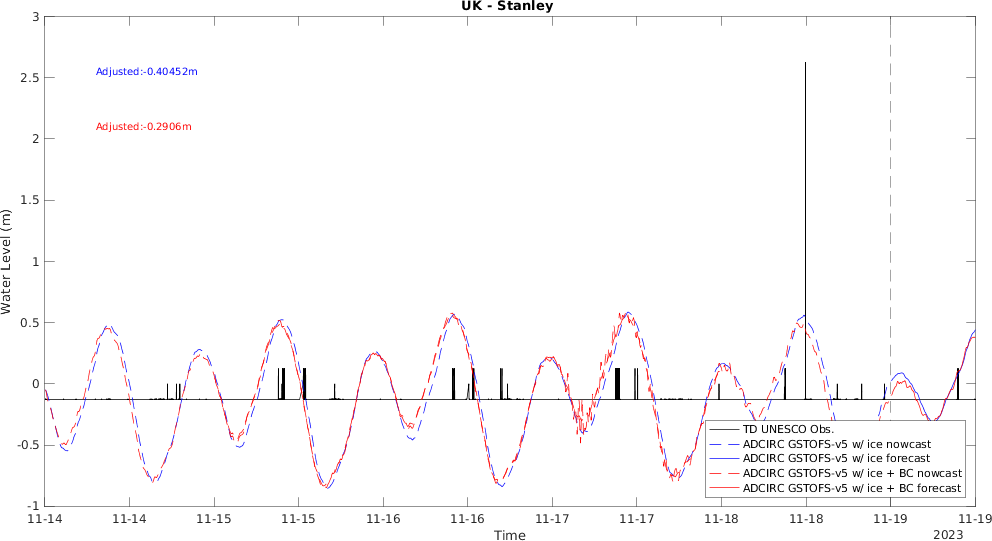 UK - Stanley
3
2.5
2
1.5
1
0.5
0
-0.5
-1
Water Level (m)
Adjusted:-0.40452m
Adjusted:-0.2906m
TD UNESCO Obs.
ADCIRC GSTOFS-v5 w/ ice nowcast
ADCIRC GSTOFS-v5 w/ ice forecast
ADCIRC GSTOFS-v5 w/ ice + BC nowcast
ADCIRC GSTOFS-v5 w/ ice + BC forecast
11-14 11-14 11-15 11-15 11-16 11-16 11-17 11-17 11-18 11-18 11-19 11-19
Time
2023